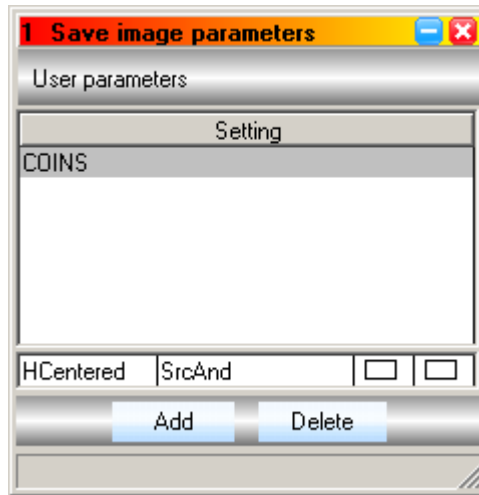 1 Save image parameters
User parameters
Setting
COINS
HCentered SrcAnd
Add Delete